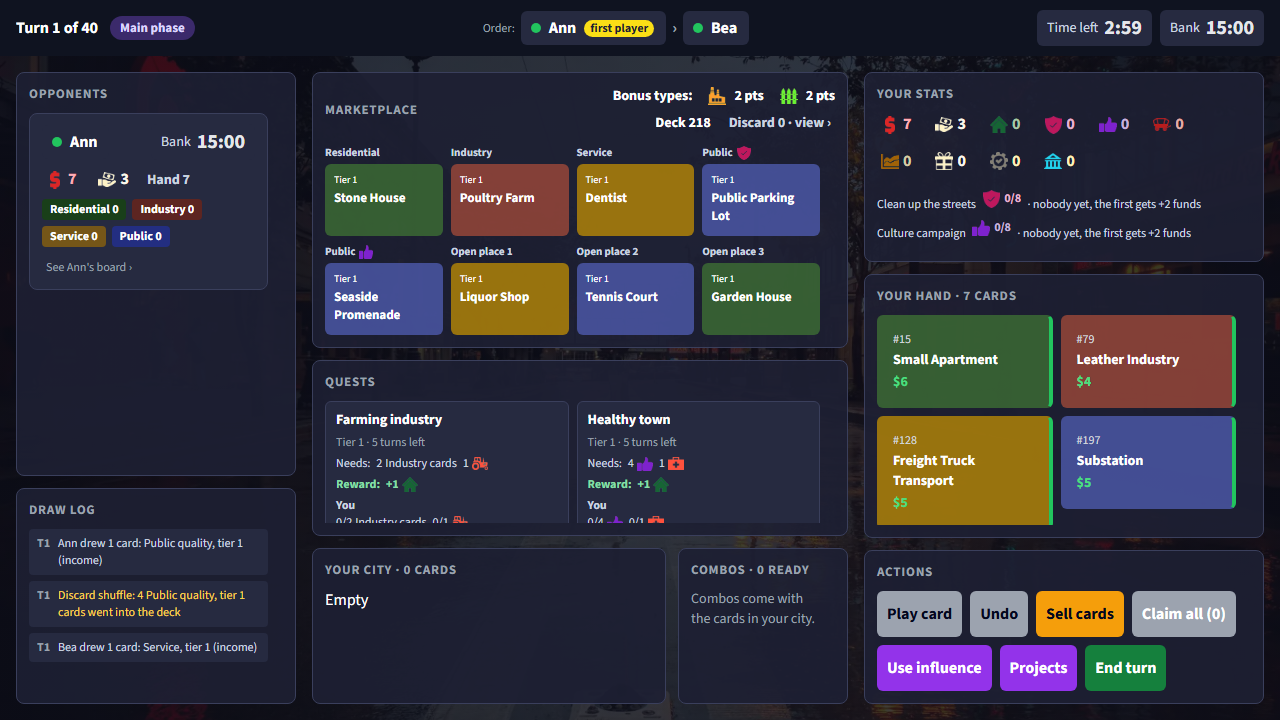 Turn 1 of 40 Main phase Order: Ann first player › Bea Time left 2:59 Bank 15:00
OPPONENTS
Ann Bank 15:00
7 3 Hand 7
Residential 0 Industry 0
Service 0 Public 0
See Ann's board ›
DRAW LOG
T1 Ann drew 1 card: Public quality, tier 1
(income)
T1 Discard shuffle: 4 Public quality, tier 1
cards went into the deck
T1 Bea drew 1 card: Service, tier 1 (income)
MARKETPLACE
Bonus types: 2 pts 2 pts
Deck 218 Discard 0 · view ›
Residential Industry Service Public
Tier 1 Tier 1 Tier 1 Tier 1
Stone House Poultry Farm Dentist Public Parking
Lot
Public Open place 1 Open place 2 Open place 3
Tier 1 Tier 1 Tier 1 Tier 1
Seaside Liquor Shop Tennis Court Garden House
Promenade
QUESTS
Farming industry
Tier 1 · 5 turns left
Needs: 2 Industry cards 1
Reward: +1
You
0/2 Industry cards 0/1
Healthy town
Tier 1 · 5 turns left
Needs: 4 1
Reward: +1
You
0/4 0/1
YOUR CITY · 0 CARDS
Empty
COMBOS · 0 READY
Combos come with
the cards in your city.
YOUR STATS
7 3 0 0 0 0
0 0 0 0
Clean up the streets 0/8 · nobody yet, the first gets +2 funs
Culture campaign 0/8 · nobody yet, the first gets +2 funs
YOUR HAND · 7 CARDS
#15
Small Apartment
$6
#79
Leather Industry
$4
#128
Freight Truck
Transport
$5
#197
Substation
$5
ACTIONS
Play card Undo Sell cards Claim all (0)
Use influence Projects End turn